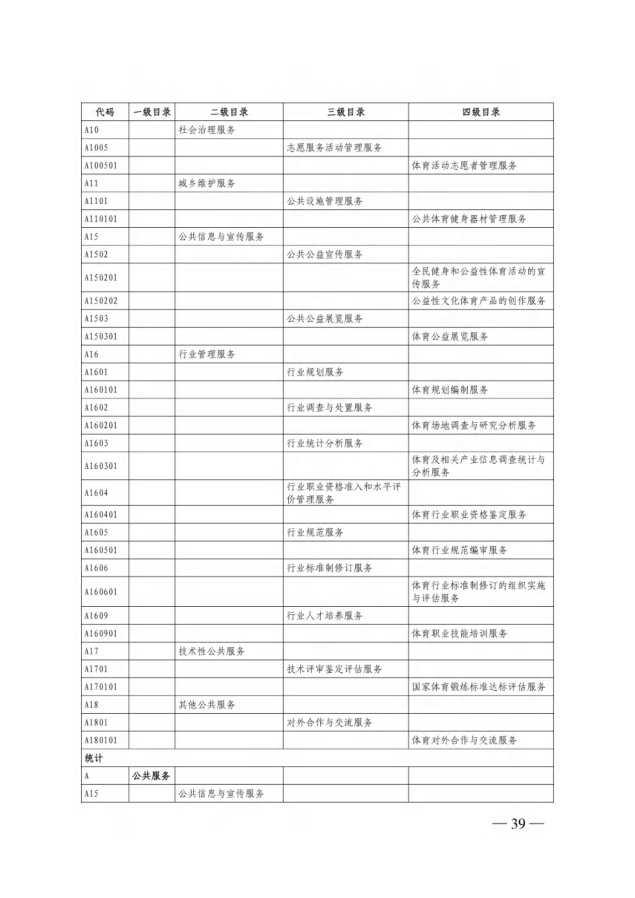 代码 一级目录 二级目录 三级目录 四级目录
A10 社会治理服务
A1005 志愿服务活动管理服务
A100501 体育活动志愿者管理服务
A11 城乡维护服务
A1101 公共设施管理服务
A110101 公共体育健身器材管理服务
A15 公共信息与宣传服务
A1502 公共公益宣传服务
A150201 全民健身和公益性体育活动的宣
传服务
A150202 公益性文化体育产品的创作服务
A1503 公共公益展览服务
A150301 体育公益展览服务
A16 行业管理服务
A1601 行业规划服务
A160101 体育规划编制服务
A1602 行业调查与处置服务
A160201 体育场地调查与研究分析服务
A1603 行业统计分析服务
A160301 体育及相关产业信息调查统计与
分析服务
A1604 行业职业资格准入和水平评
价管理服务
A160401 体育行业职业资格鉴定服务
A1605 行业规范服务
A160501 体育行业规范编审服务
A1606 行业标准制修订服务
A160601 体育行业标准制修订的组织实施
与评估服务
A1609 行业人才培养服务
A160901 体育职业技能培训服务
A17 技术性公共服务
A1701 技术评审鉴定评估服务
A170101 国家体育锻炼标准达标评估服务
A18 其他公共服务
A1801 对外合作与交流服务
A180101 体育对外合作与交流服务
统计
A 公共服务
A15 公共信息与宣传服务
— 39 —